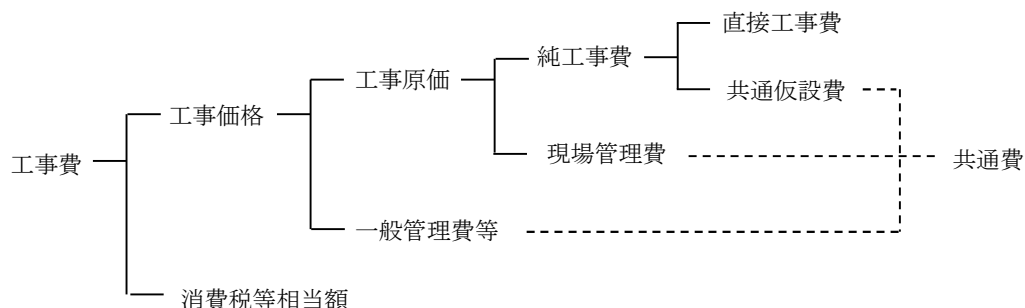 直接工事費
純工事費
工事原価
共通仮設費
工事価格
現場管理費
共通費
工事費
一般管理費等
消費税等相当額